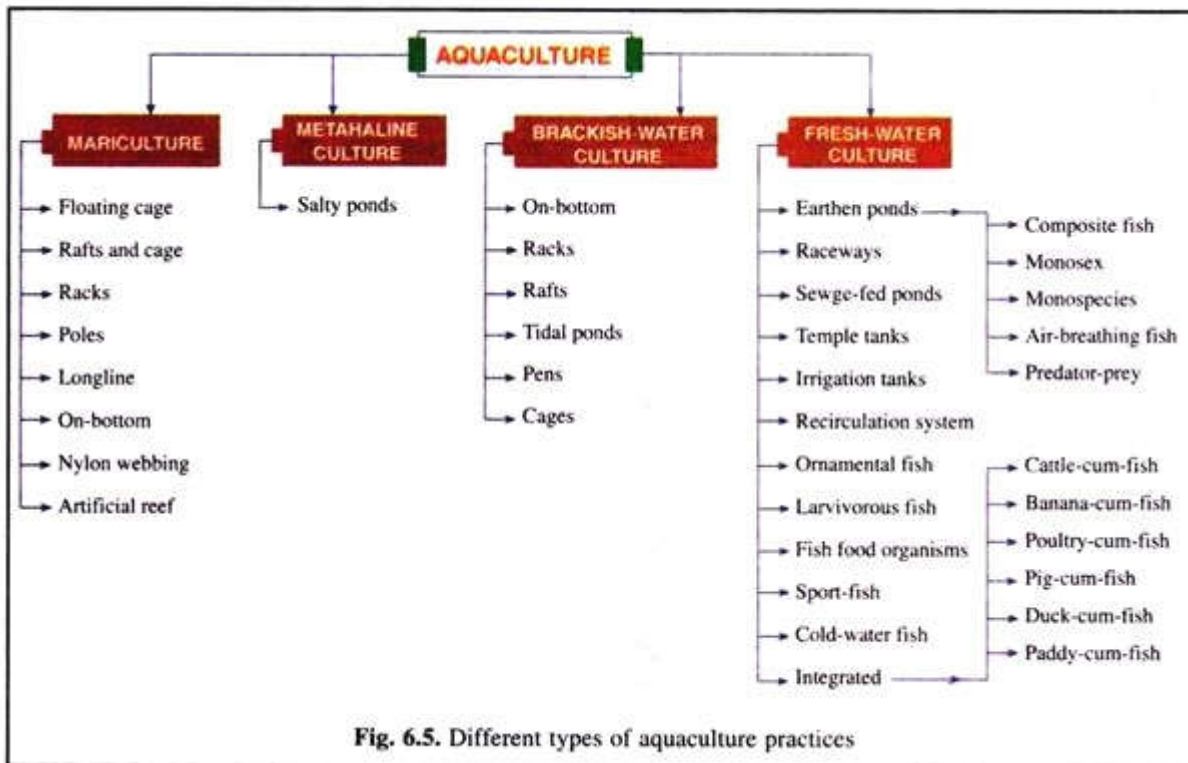 AQUACULTURE
MARICULTURE
Floating cage
Rafts and cage
Racks
Poles
Longline
On-bottom
Nylon webbing
Artificial reef
METAHALINE
CULTURE
Salty ponds
BRACKISH-WATER
CULTURE
On-bottom
Racks
Rafts
Tidal ponds
Pens
Cages
FRESH-WATER
CULTURE
Earthen ponds
Raceways
Sewge-fed ponds
Temple tanks
Irrigation tanks
Recirculation system
Ornamental fish
Larvivorous fish
Fish food organisms
Sport-fish
Cold-water fish
Integrated
Composite fish
Monosex
Monospecies
Air-breathing fish
Predator-prey
Cattle-cum-fish
Banana-cum-fish
Poultry-cum-fish
Pig-cum-fish
Duck-cum-fish
Paddy-cum-fish
Fig. 6.5. Different types of aquaculture practices